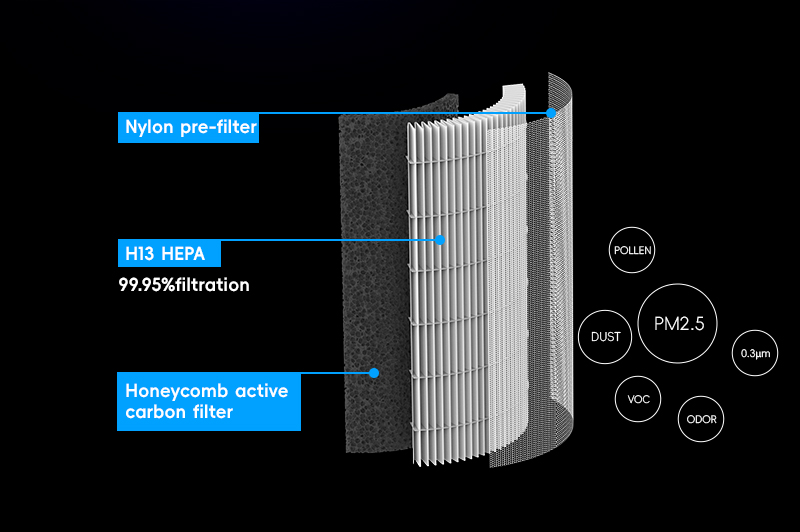 Nylon pre-filter
H13 HEPA
99.95%filtration
Honeycomb active
carbon filter
POLLEN
PM2.5
DUST
0.3μm
VOC
ODOR